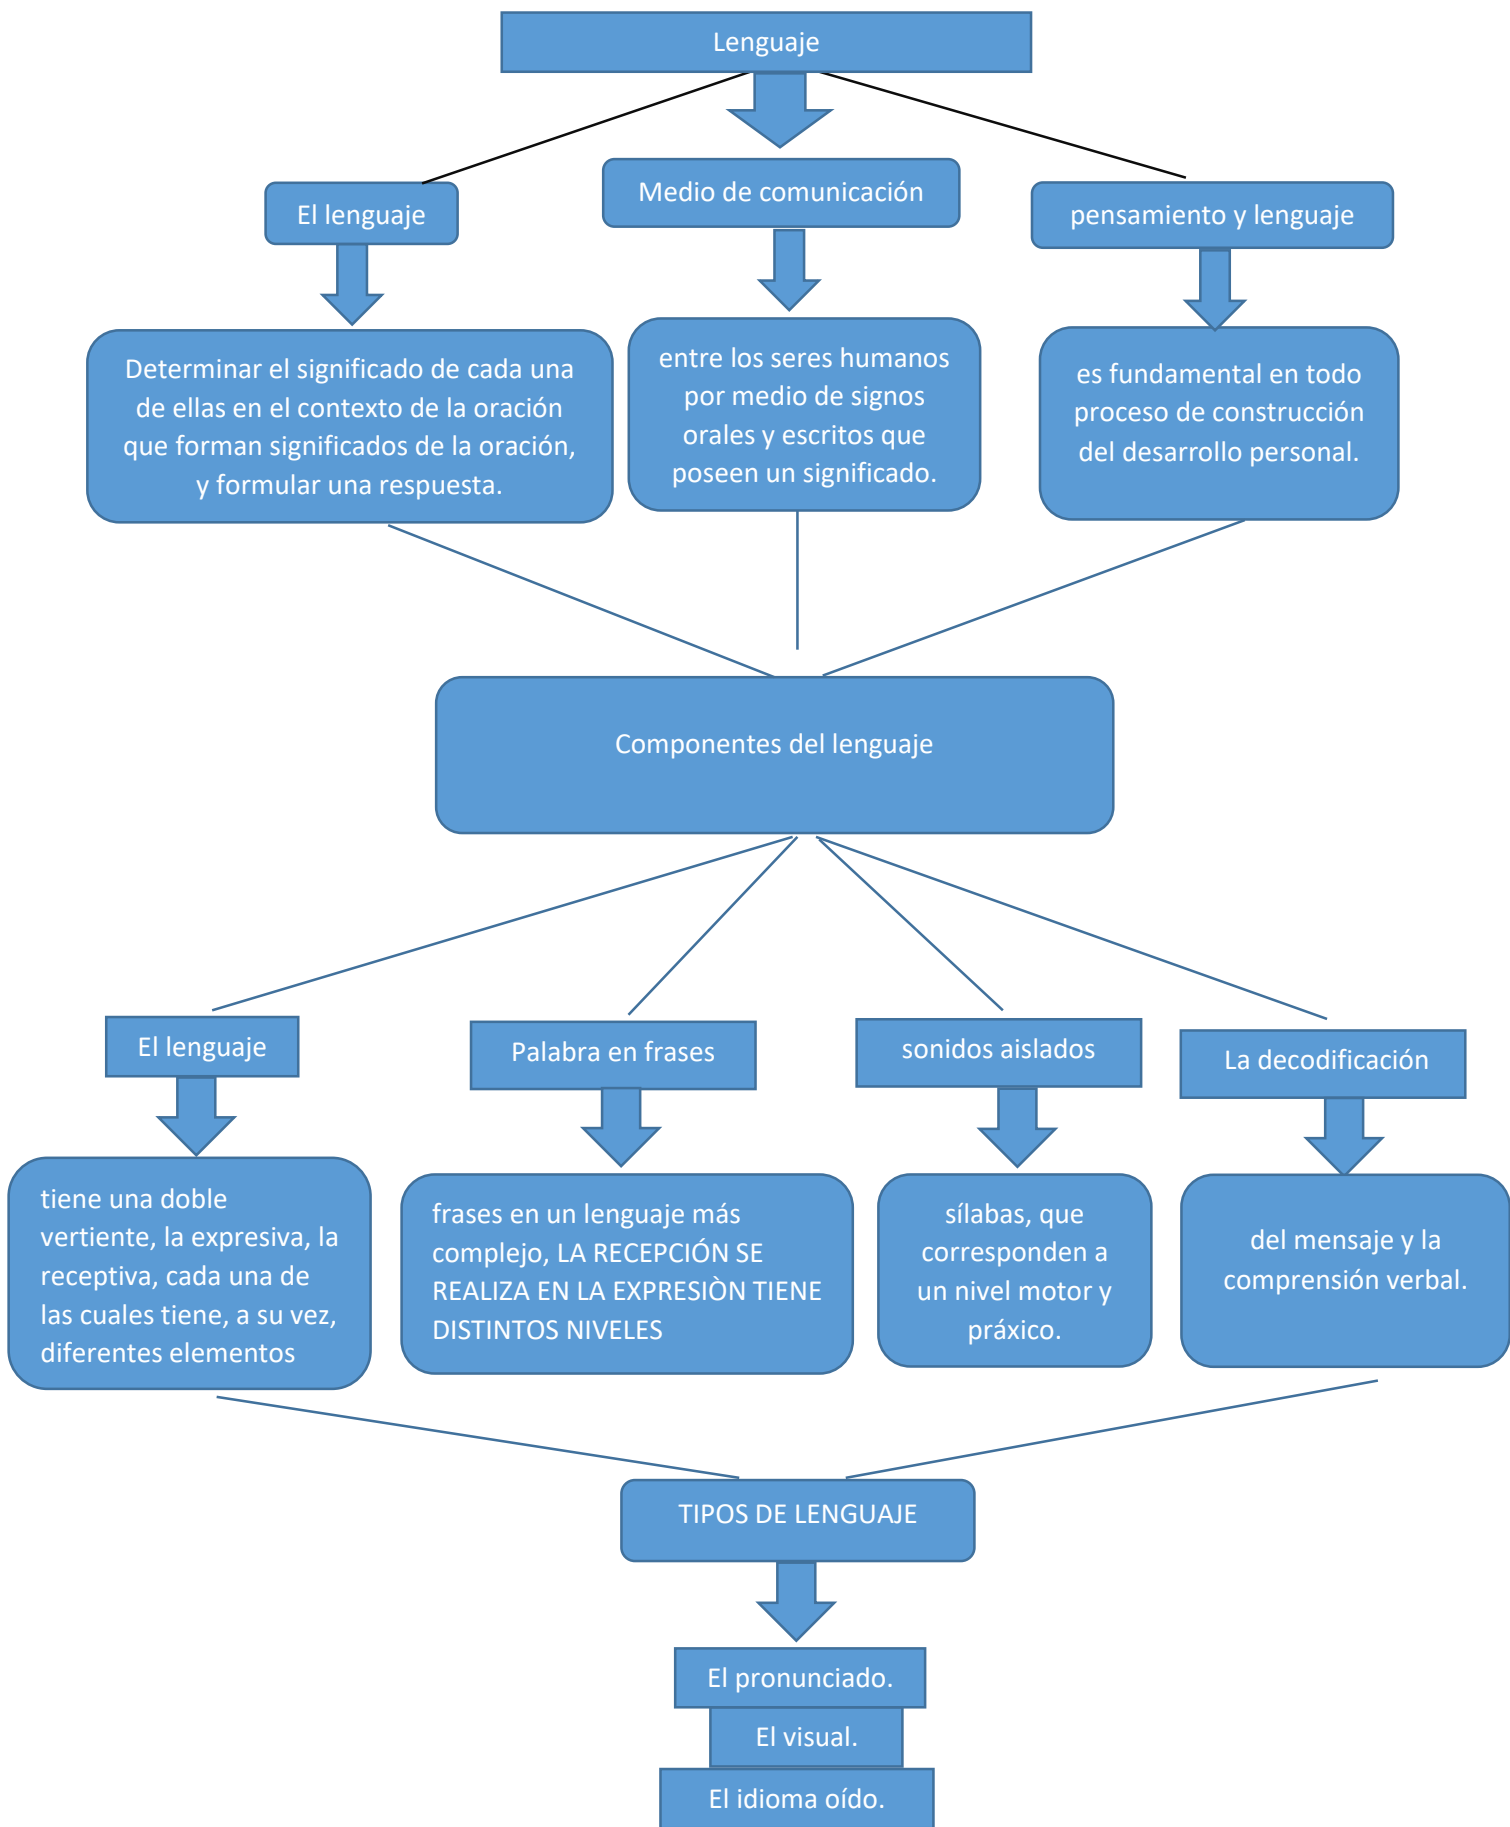 Lenguaje
El lenguaje
Medio de comunicación
pensamiento y lenguaje
Determinar el significado de cada una
de ellas en el contexto de la oración
que forman significados de la oración,
y formular una respuesta.
entre los seres humanos
por medio de signos
orales y escritos que
poseen un significado.
es fundamental en todo
proceso de construcción
del desarrollo personal.
Componentes del lenguaje
El lenguaje
Palabra en frases
sonidos aislados
La decodificación
tiene una doble
vertiente, la expresiva, la
receptiva, cada una de
las cuales tiene, a su vez,
diferentes elementos
frases en un lenguaje más
complejo, LA RECEPCIÓN SE
REALIZA EN LA EXPRESIÒN TIENE
DISTINTOS NIVELES
sílabas, que
corresponden a
un nivel motor y
práxico.
del mensaje y la
comprensión verbal.
TIPOS DE LENGUAJE
El pronunciado.
El visual.
El idioma oído.